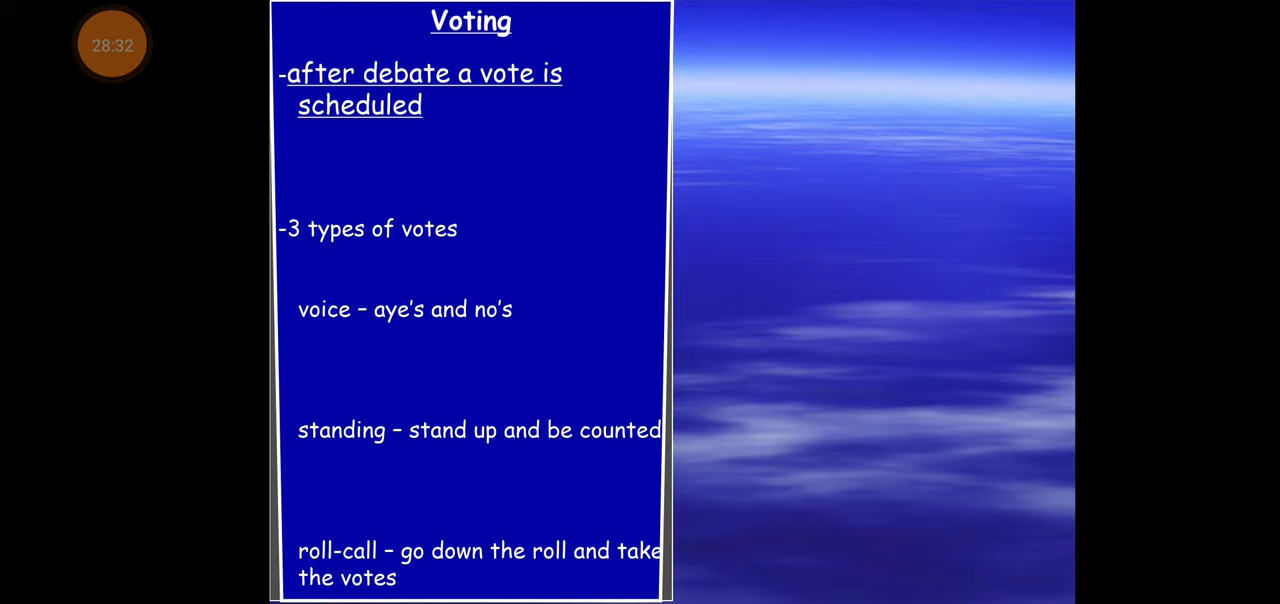 28:32
Voting
-after debate a vote is
scheduled
-3 types of votes
voice – aye's and no's
standing – stand up and be counted
roll-call – go down the roll and take
the votes